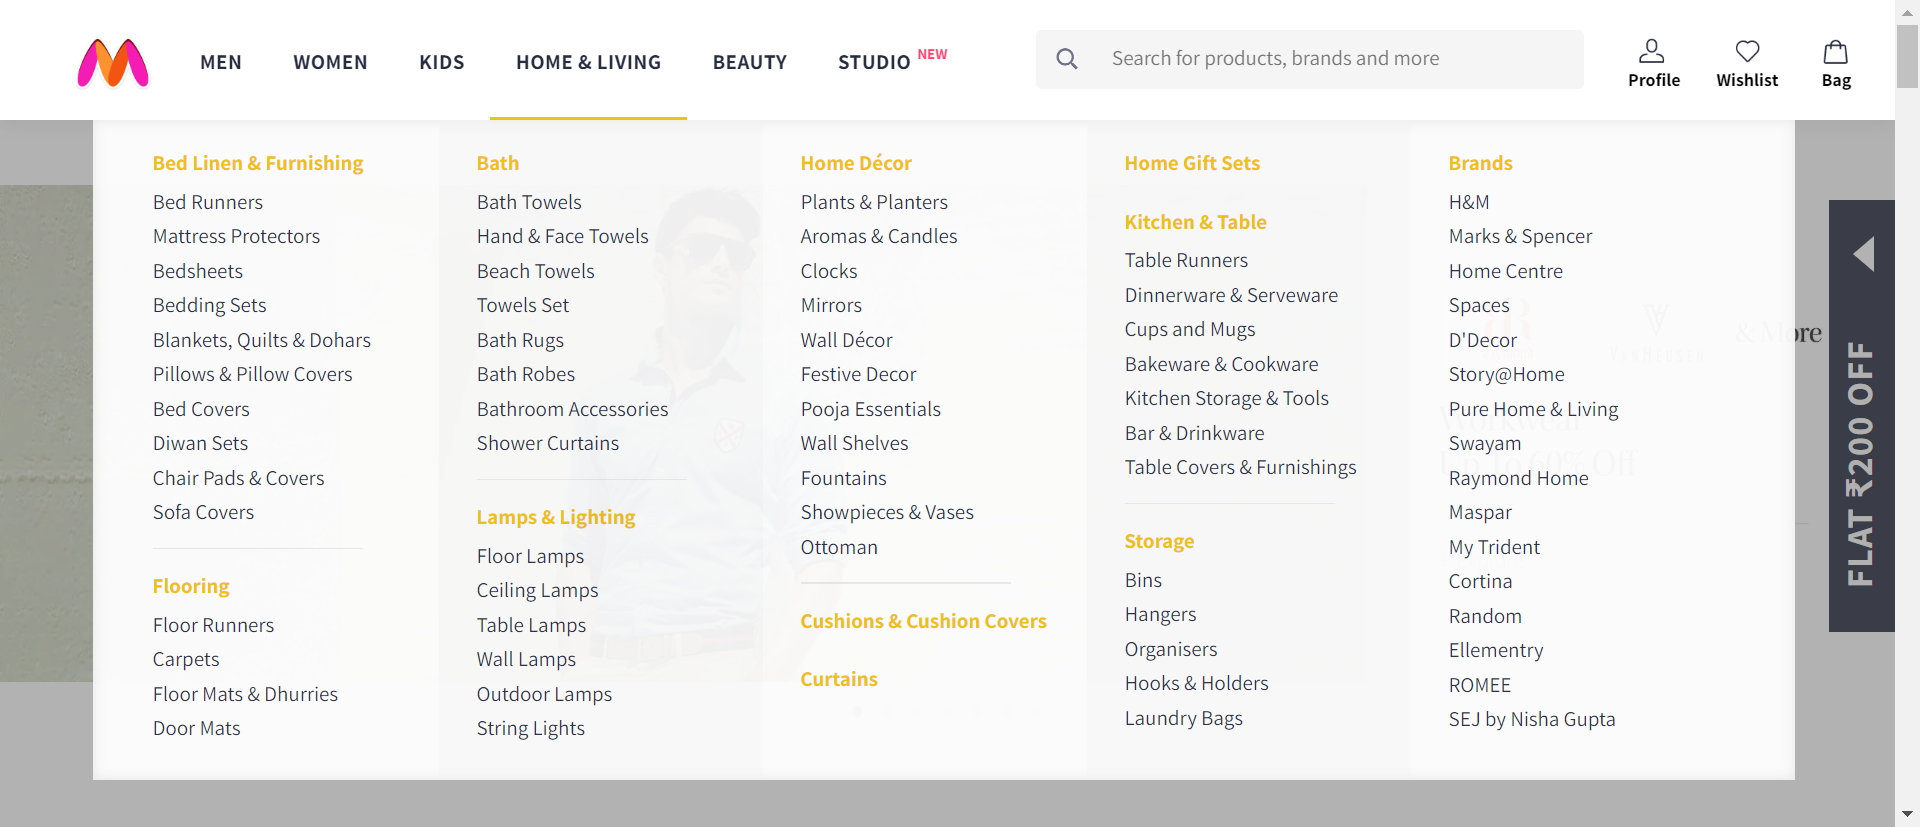 MEN
WOMEN
KIDS
HOME & LIVING
BEAUTY
STUDIO NEW
Search for products, brands and more
Profile
Wishlist
Bag
Bed Linen & Furnishing
Bed Runners
Mattress Protectors
Bedsheets
Bedding Sets
Blankets, Quilts & Dohars
Pillows & Pillow Covers
Bed Covers
Diwan Sets
Chair Pads & Covers
Sofa Covers
Flooring
Floor Runners
Carpets
Floor Mats & Dhurries
Door Mats
Bath
Bath Towels
Hand & Face Towels
Beach Towels
Towels Set
Bath Rugs
Bath Robes
Bathroom Accessories
Shower Curtains
Lamps & Lighting
Floor Lamps
Ceiling Lamps
Table Lamps
Wall Lamps
Outdoor Lamps
String Lights
Home Décor
Plants & Planters
Aromas & Candles
Clocks
Mirrors
Wall Décor
Festive Decor
Pooja Essentials
Wall Shelves
Fountains
Showpieces & Vases
Ottoman
Cushions & Cushion Covers
Curtains
Home Gift Sets
Kitchen & Table
Table Runners
Dinnerware & Serveware
Cups and Mugs
Bakeware & Cookware
Kitchen Storage & Tools
Bar & Drinkware
Table Covers & Furnishings
Storage
Bins
Hangers
Organisers
Hooks & Holders
Laundry Bags
Brands
H&M
Marks & Spencer
Home Centre
Spaces
D'Decor
Story@Home
Pure Home & Living
Swayam
Raymond Home
Maspar
My Trident
Cortina
Random
Ellementry
ROMEE
SEJ by Nisha Gupta
& More
Workwear
FLAT ₹200 OFF